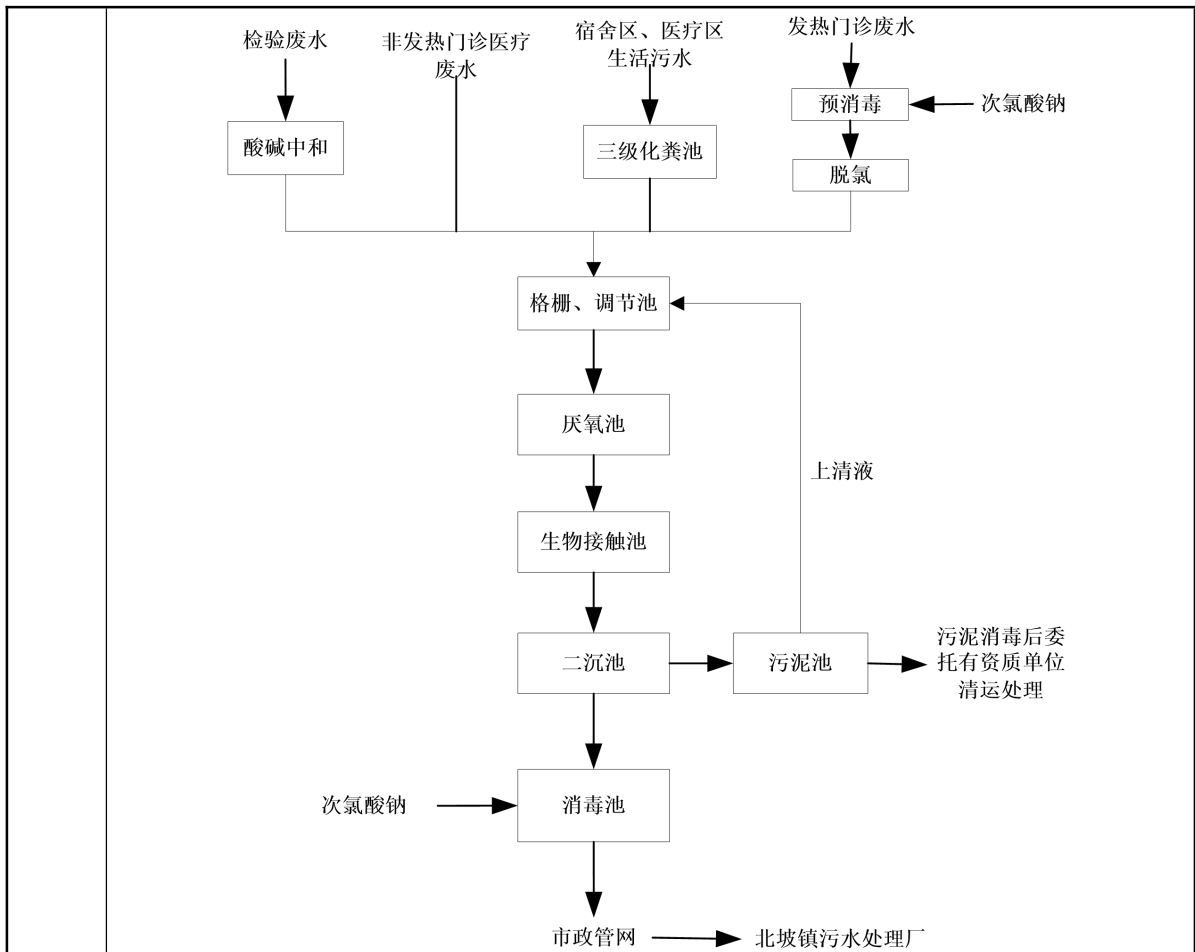 检验废水
非发热门诊医疗
废水
宿舍区、医疗区
生活污水
发热门诊废水
预消毒
次氯酸钠
酸碱中和
三级化粪池
脱氯
格栅、调节池
厌氧池
上清液
生物接触池
二沉池
污泥池
污泥消毒后委
托有资质单位
清运处理
次氯酸钠
消毒池
市政管网
北坡镇污水处理厂